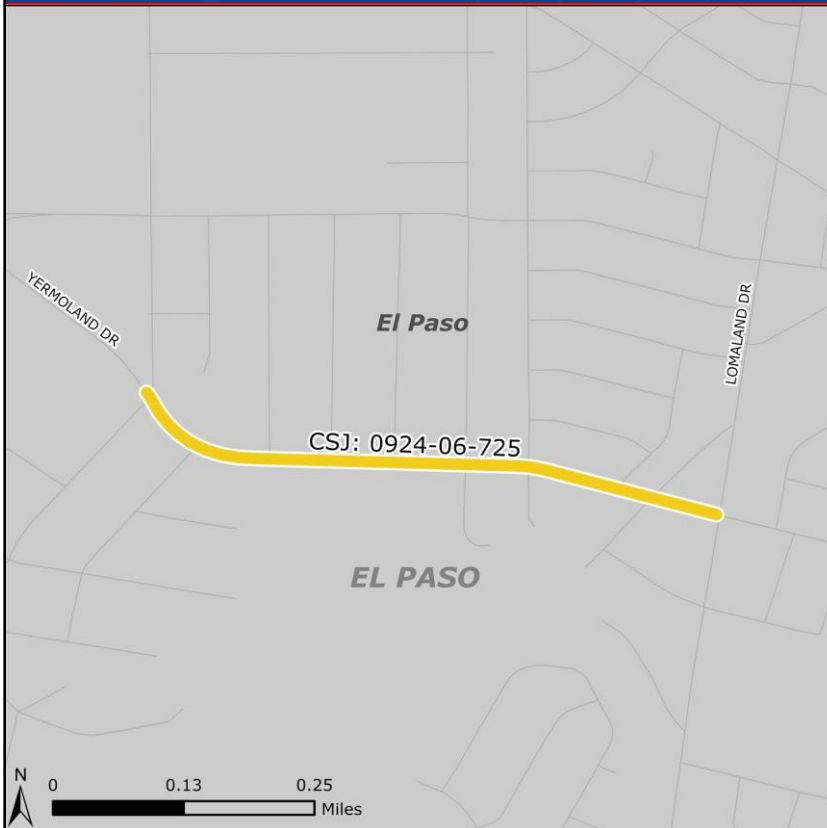 YERMOLAND DR
El Paso
LOMALAND DR
CSJ: 0924-06-725
EL PASO
N
0 0.13 0.25
Miles